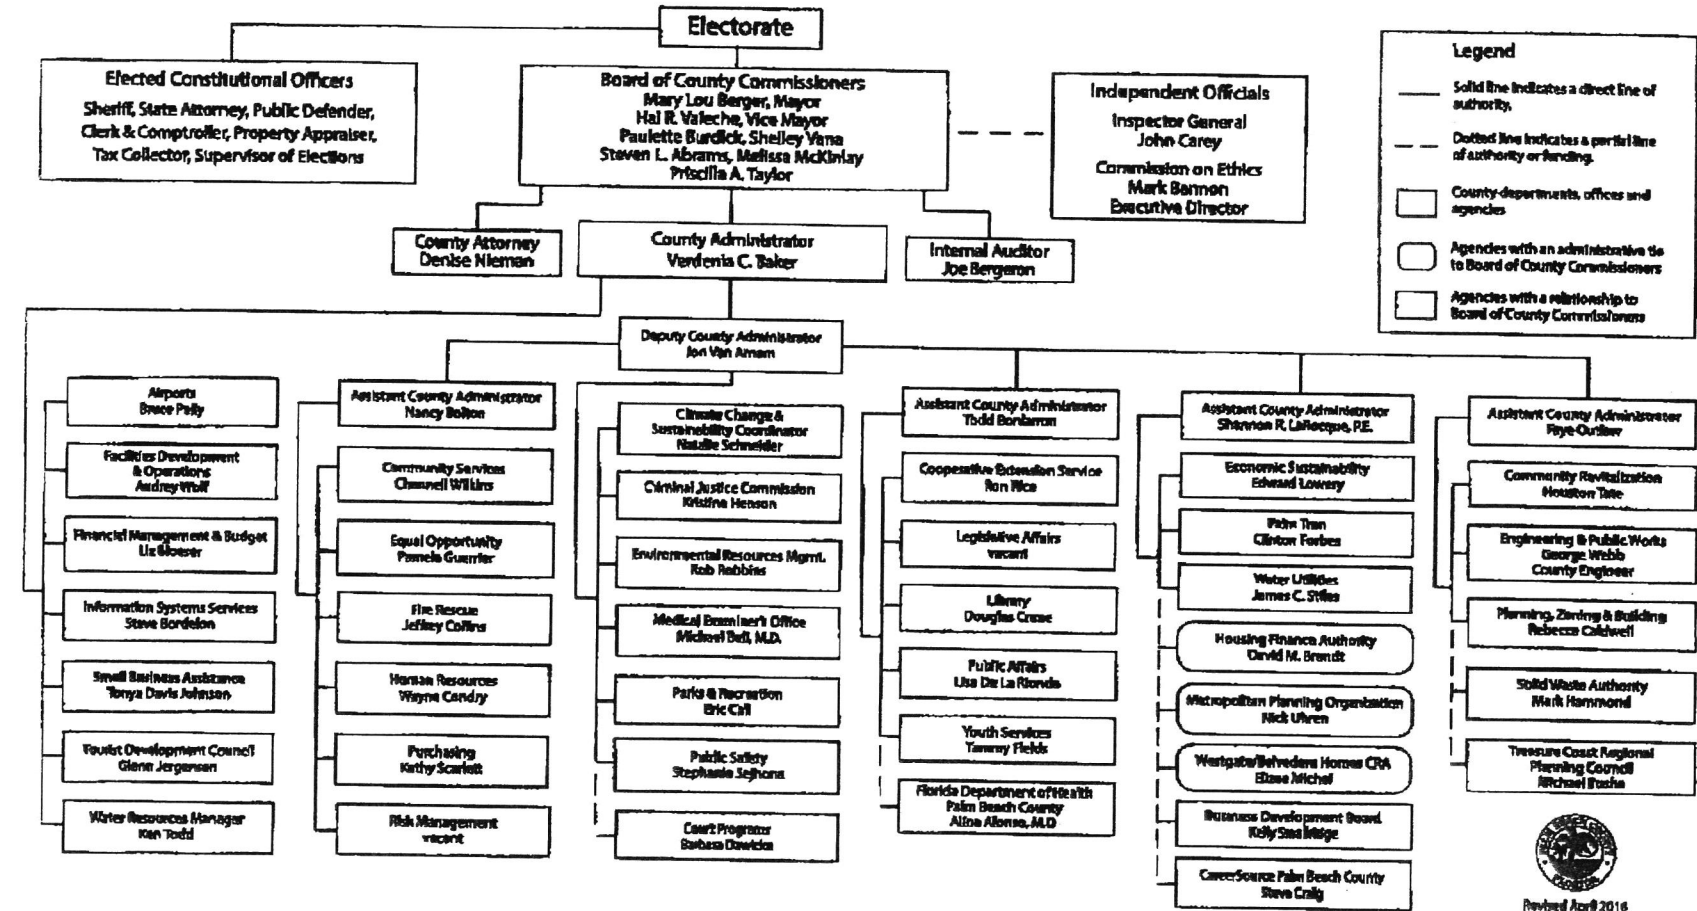 Electorate
Elected Constitutional Officers
Sheriff, State Attorney, Public Defender,
Clerk & Comptroller, Property Appraiser,
Tax Collector, Supervisor of Elections
Board of County Commissioners
Mary Lou Berger, Mayor
Hal R. Valeche, Vice Mayor
Paulette Burdick, Shelley Vana
Steven L. Abrams, Melissa McKinlay
Priscilla A. Taylor
Independent Officials
Inspector General
John Carey
Commission on Ethics
Mark Bannon
Executive Director
Legend
Solid line indicates a direct line of
authority.
Dotted line indicates a partial line
of authority or funding.
County departments, offices and
agencies
Agencies with an administrative tie
to Board of County Commissioners
Agencies with a relationship to
Board of County Commissioners
County Attorney
Denise Nieman
County Administrator
Verdenia C. Baker
Internal Auditor
Joe Bergeron
Deputy County Administrator
Jon Van Arnam
Airports
Bruce Pelly
Facilities Development
& Operations
Audrey Wolf
Financial Management & Budget
Liz
Information Systems Services
Steve Bordelon
Small Business Assistance
Tonya Davis Johnson
Tourist Development Council
Glenn Jergensen
Water Resources Manager
Ken Todd
Assistant County Administrator
Nancy Bolton
Community Services
Channell Wilkins
Equal Opportunity
Pamela Guerrier
Fire Rescue
Jeffrey Collins
Human Resources
Wayne Condry
Purchasing
Kathy Scarlett
Risk Management
vacant
Climate Change &
Sustainability Coordinator
Natalie Schneider
Criminal Justice Commission
Kristina Henson
Environmental Resources Mgmt.
Rob Robbins
Medical Examiner's Office
Michael Bell, M.D.
Parks & Recreation
Eric Call
Public Safety
Stephanie Sejnoha
Court Programs
Barbara Dawicke
Assistant County Administrator
Todd Bonlarron
Cooperative Extension Service
Ron Rice
Legislative Affairs
vacant
Library
Douglas Crane
Public Affairs
Lisa De La Rionda
Youth Services
Tammy Fields
Florida Department of Health
Palm Beach County
Alina Alonso, M.D
Assistant County Administrator
Shannon R. LaRocque, P.E.
Economic Sustainability
Edward Lowery
Palm Tran
Clinton Forbes
Water Utilities
James C. Stiles
Housing Finance Authority
David M. Brandt
Metropolitan Planning Organization
Nick Uhren
Westgate/Belvedere Homes CRA
Elizee Michel
Business Development Board
Kelly Smallridge
CareerSource Palm Beach County
Steve Craig
Assistant County Administrator
Faye Outlaw
Community Revitalization
Houston Tate
Engineering & Public Works
George Webb
County Engineer
Planning, Zoning & Building
Rebecca Caldwell
Solid Waste Authority
Mark Hammond
Treasure Coast Regional
Planning Council
Michael Busha
PALM BEACH COUNTY
FLORIDA
Revised April 2016